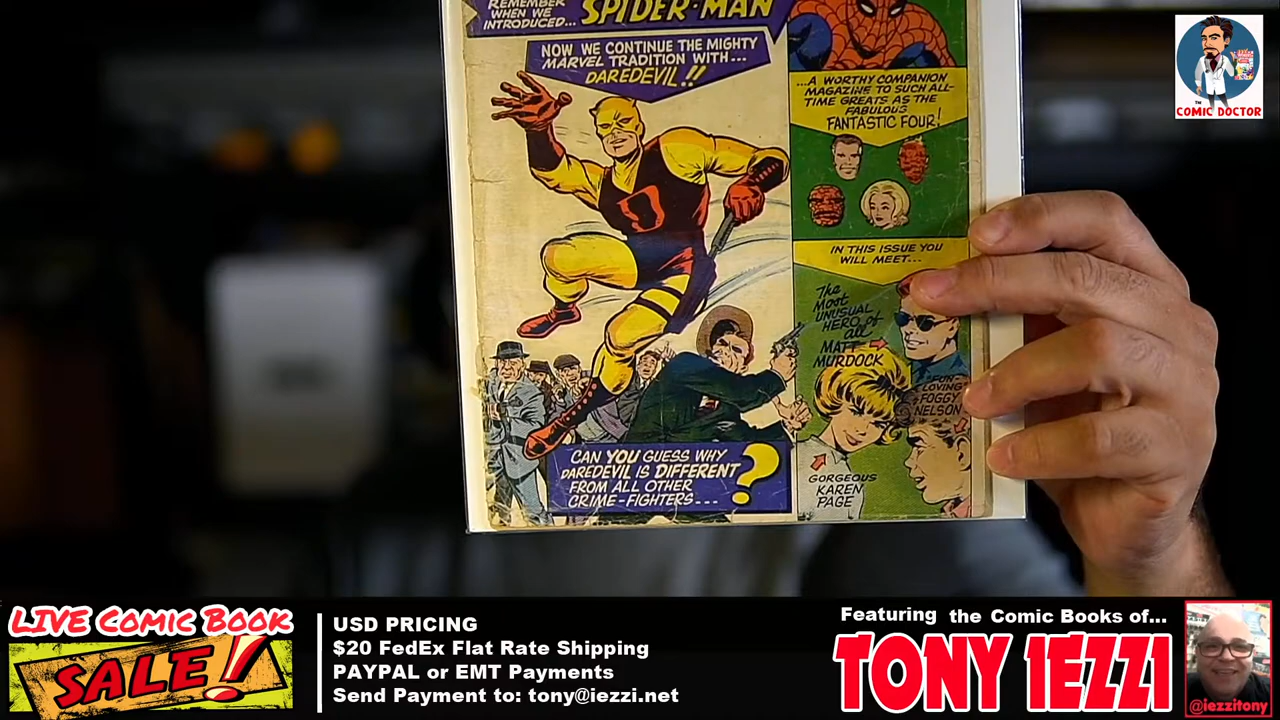 REMEMBER
WHEN WE
INTRODUCED...
SPIDER-MAN
NOW WE CONTINUE THE MIGHTY
MARVEL TRADITION WITH...
DAREDEVIL!!
...A WORTHY COMPANION
MAGAZINE TO SUCH ALL-
TIME GREATS AS THE
FABULOUS
FANTASTIC FOUR!
IN THIS ISSUE YOU
WILL MEET...
The
MOST
UNUSUAL
HERO of
all
MATT
MURDOCK
FUN-
LOVING
FOGGY
NELSON
GORGEOUS
KAREN
PAGE
CAN YOU GUESS WHY
DAREDEVIL IS DIFFERENT
FROM ALL OTHER
CRIME-FIGHTERS...
?
D
THE
COMIC DOCTOR
LIVE COMIC BOOK
SALE!
USD PRICING
$20 FedEx Flat Rate Shipping
PAYPAL or EMT Payments
Send Payment to: tony@iezzi.net
Featuring the Comic Books of...
TONY IEZZI
@iezzitony